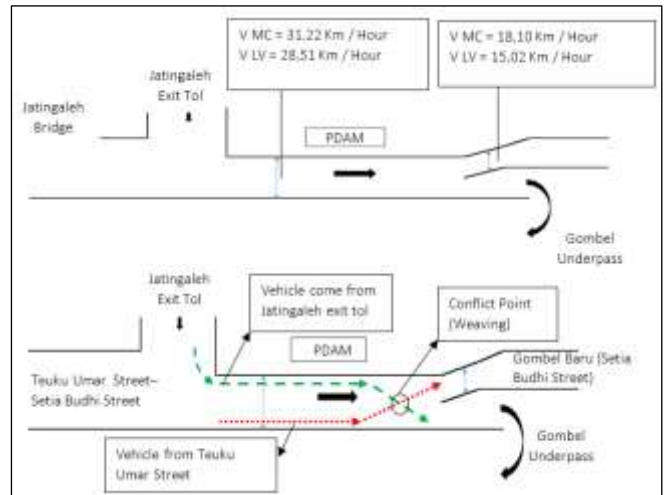 V MC = 31,22 Km / Hour
V LV = 28,51 Km / Hour
V MC = 18,10 Km / Hour
V LV = 15,02 Km / Hour
Jatingaleh
Exit Tol
Jatingaleh
Bridge
PDAM
Gombel
Underpass
Jatingaleh
Exit Tol
Vehicle come from
Jatingaleh exit tol
Conflict Point
(Weaving)
PDAM
Gombel Baru (Setia
Budhi Street)
Teuku Umar Street–
Setia Budhi Street
Gombel
Underpass
Vehicle from Teuku
Umar Street